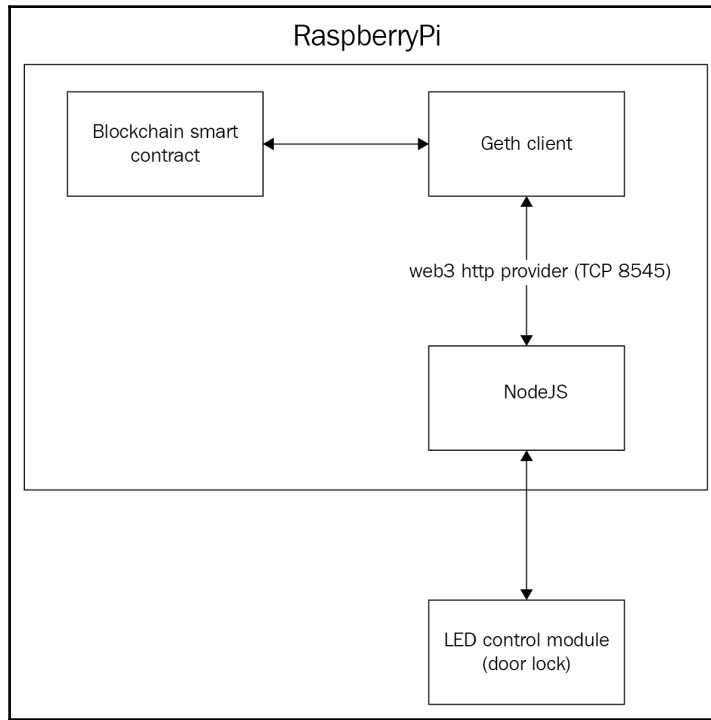 RaspberryPi
Blockchain smart
contract
Geth client
web3 http provider (TCP 8545)
NodeJS
LED control module
(door lock)